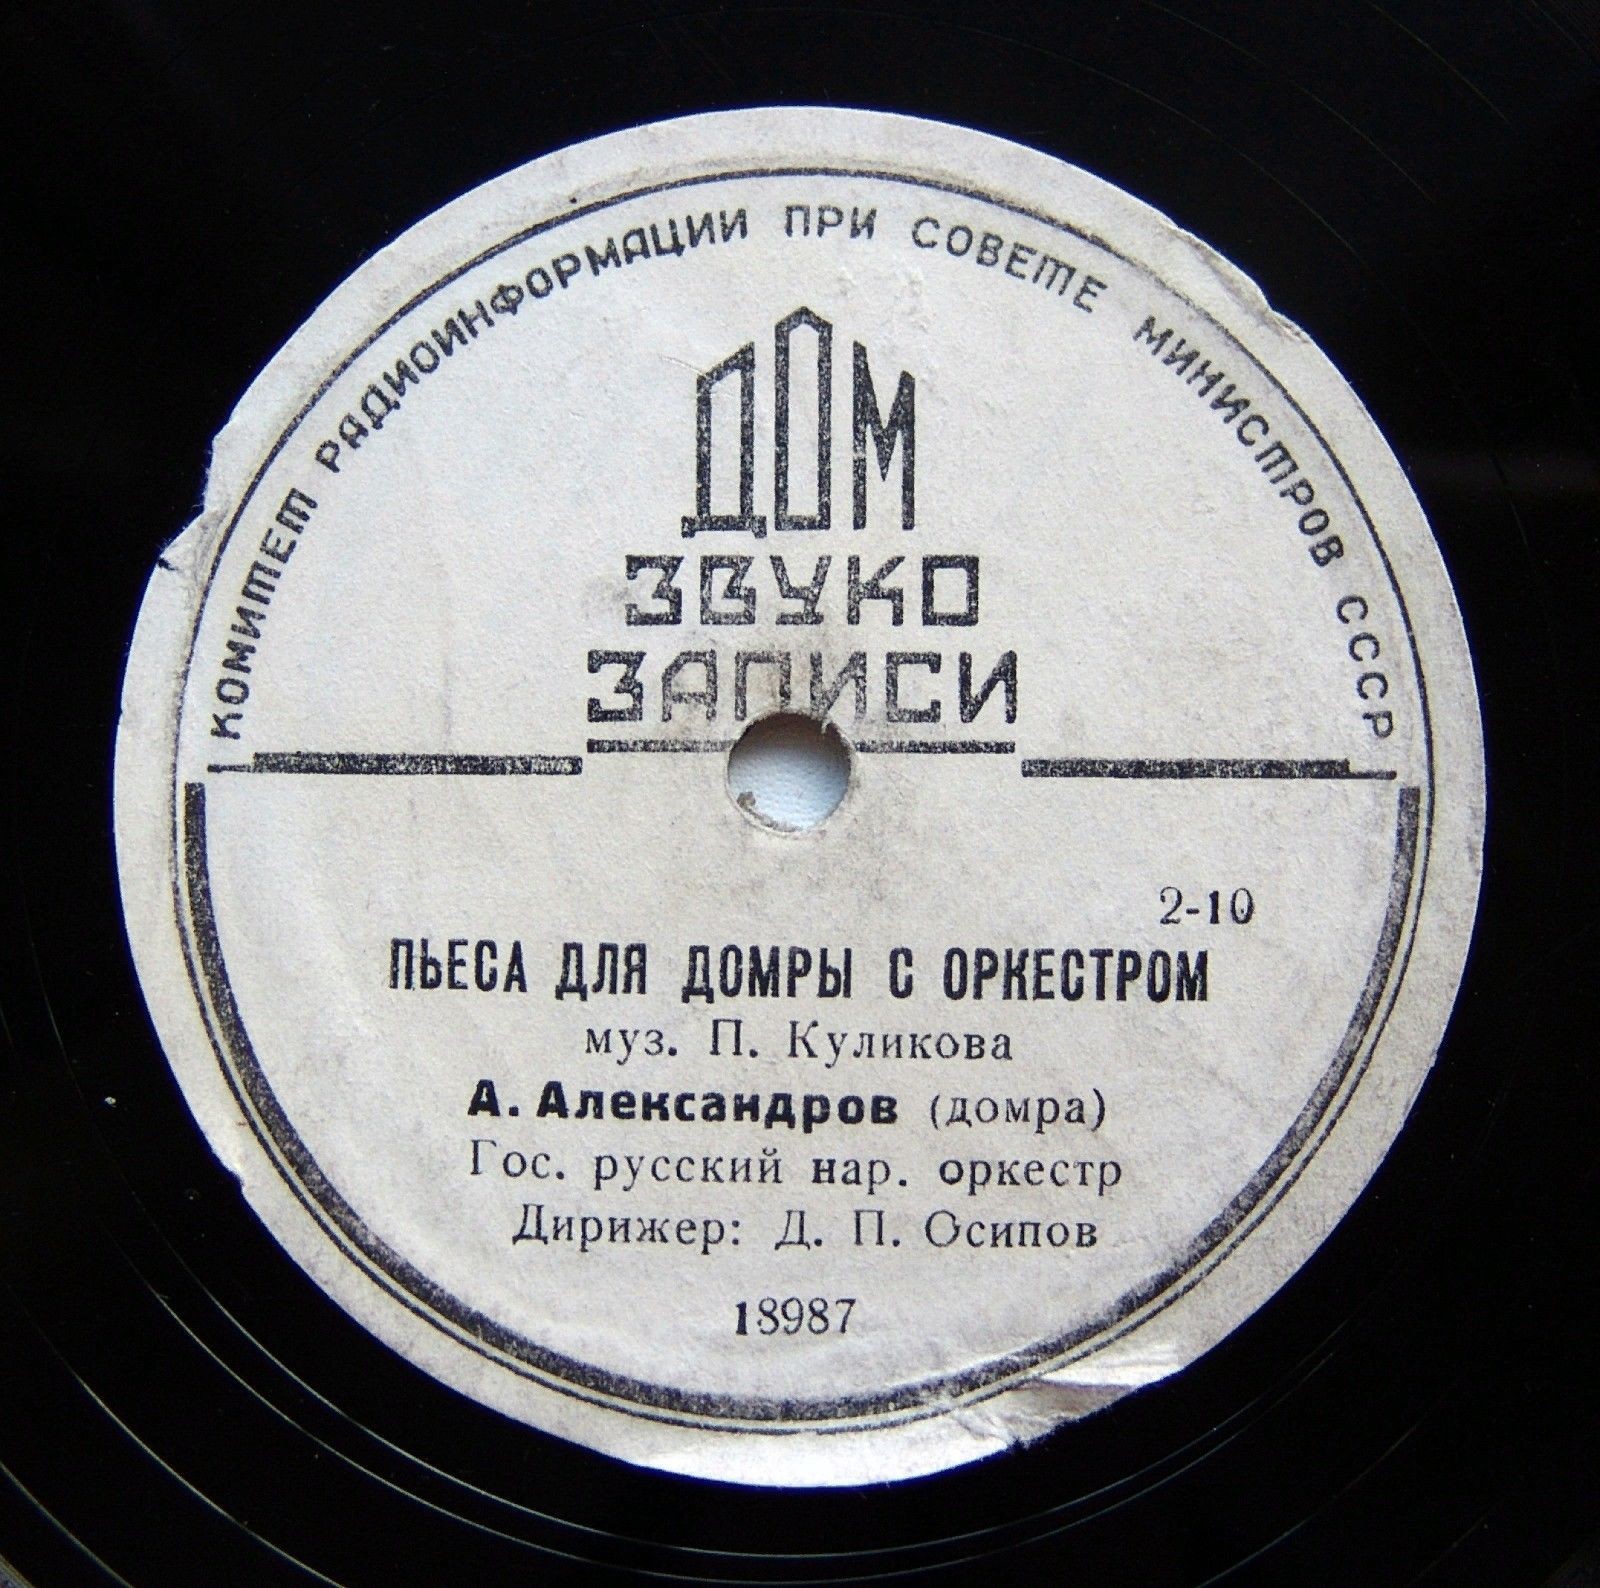 КОМИТЕТ РАДИОИНФОРМАЦИИ ПРИ СОВЕТЕ МИНИСТРОВ СССР
ДОМ
ЗВУКО
ЗАПИСИ
2-10
ПЬЕСА ДЛЯ ДОМРЫ С ОРКЕСТРОМ
муз. П. Куликова
А. Александров (домра)
Гос. русский нар. оркестр
Дирижер: Д. П. Осипов
18987